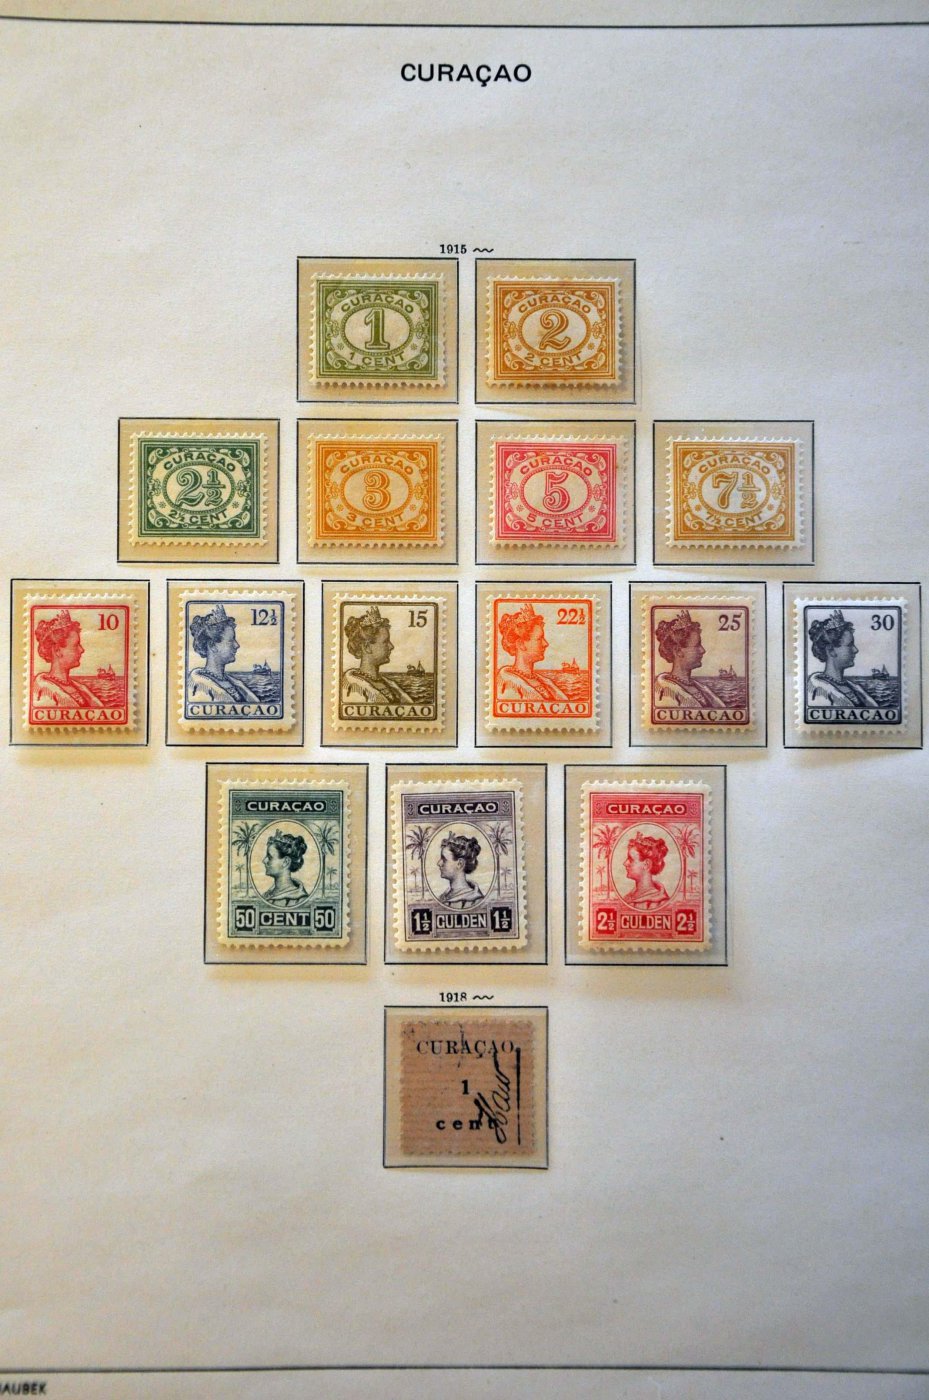 CURAÇAO
1915
CURAÇAO
1
1 CENT
CURAÇAO
2
2 CENT
CURAÇAO
2½
2½ CENT
CURAÇAO
3
3 CENT
CURAÇAO
5
5 CENT
CURAÇAO
7½
7½ CENT
10
CURAÇAO
12½
CURAÇAO
15
CURAÇAO
22½
CURAÇAO
25
CURAÇAO
30
CURAÇAO
CURAÇAO
50 CENT 50
CURAÇAO
1½ GULDEN 1½
CURAÇAO
2½ GULDEN 2½
1918
CURAÇAO
1
cent